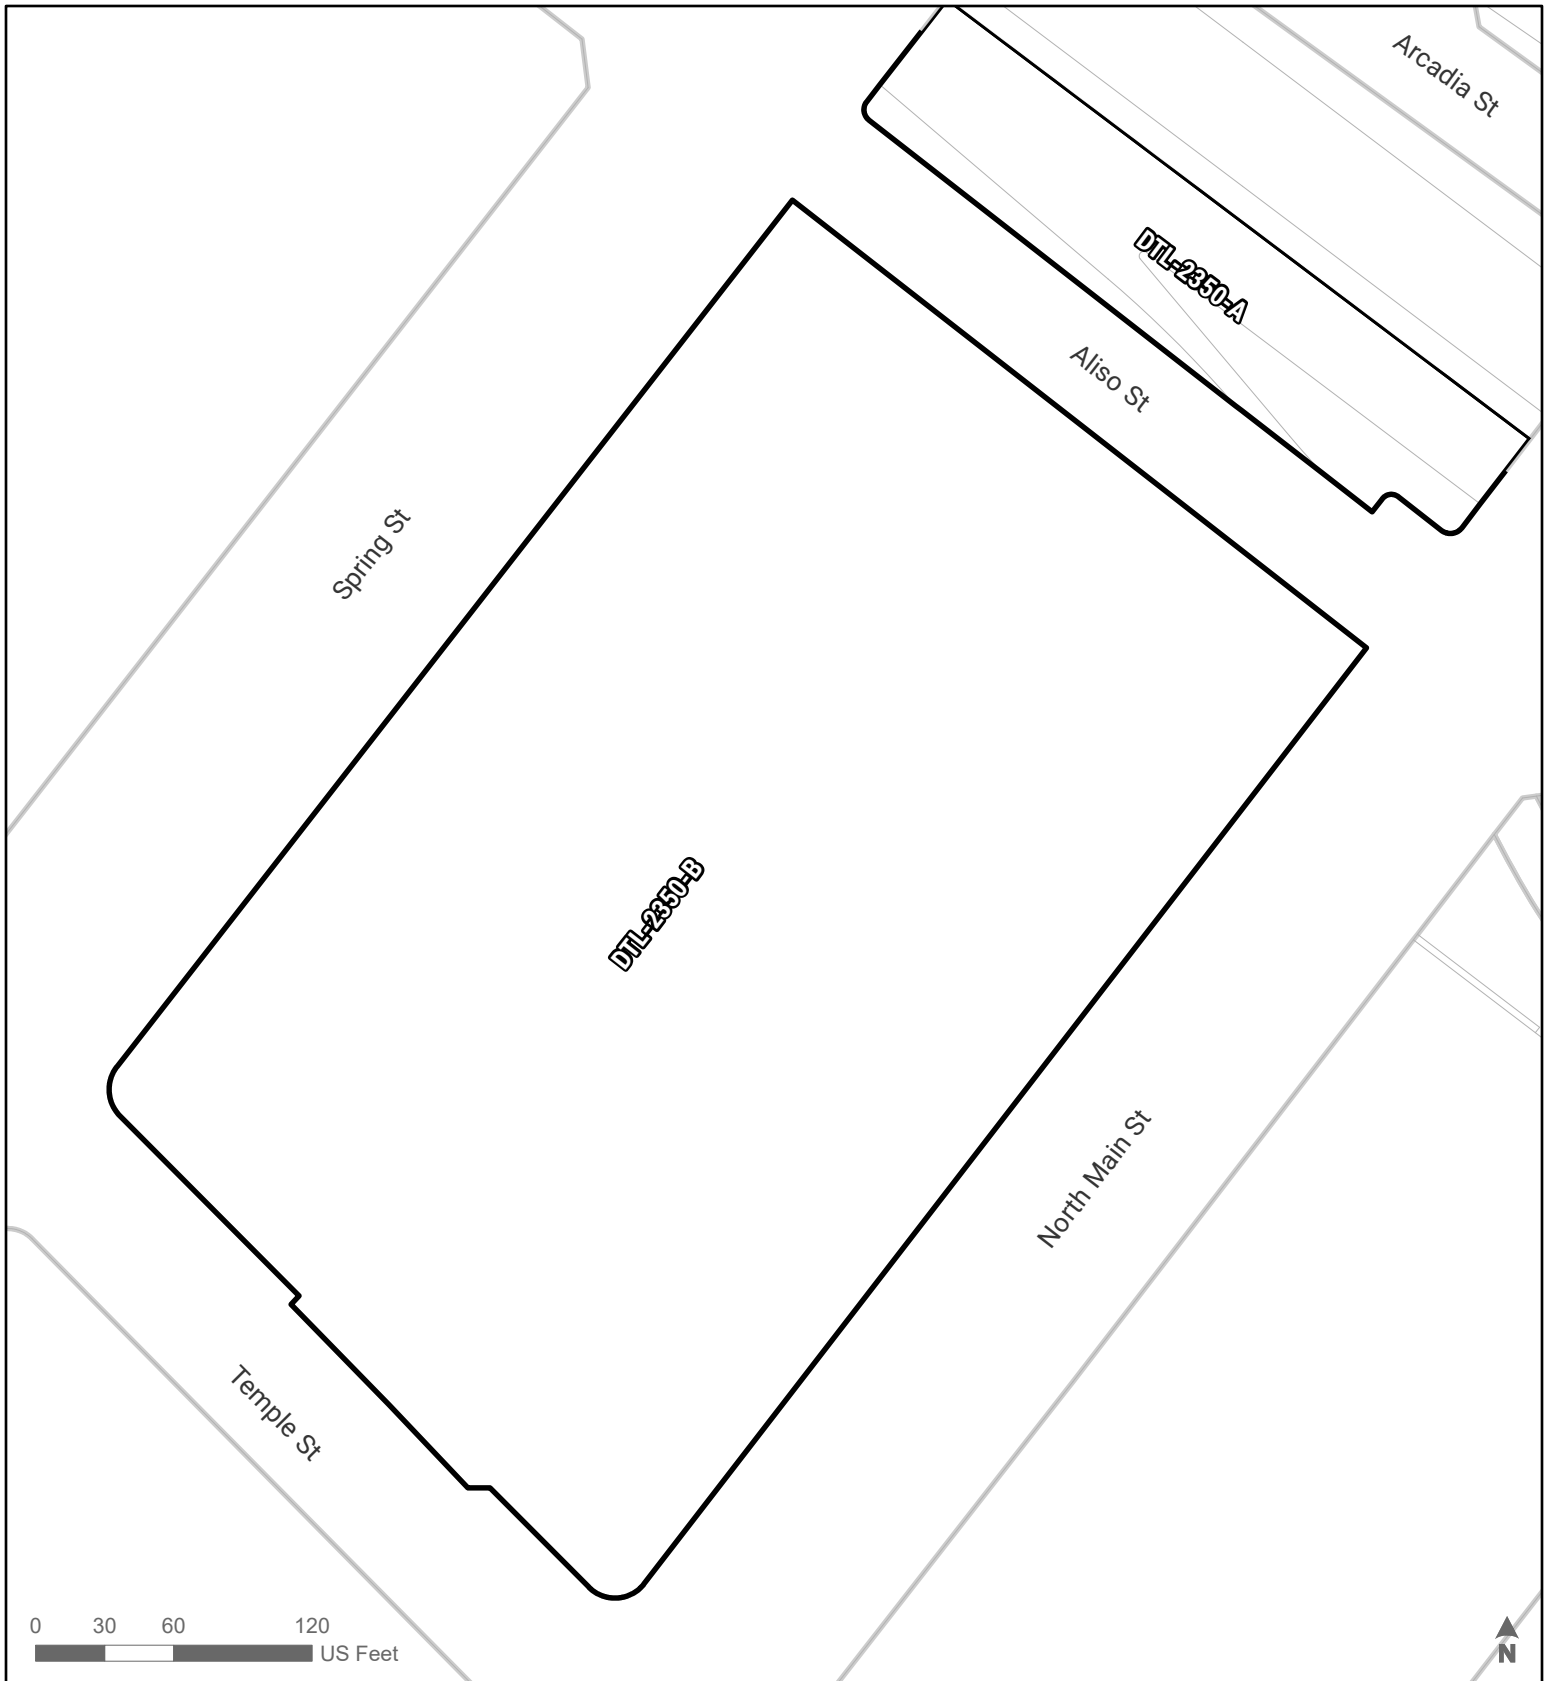 Arcadia St
DTL-2350-A
Aliso St
Spring St
DTL-2350-B
North Main St
Temple St
0 30 60 120
US Feet
N